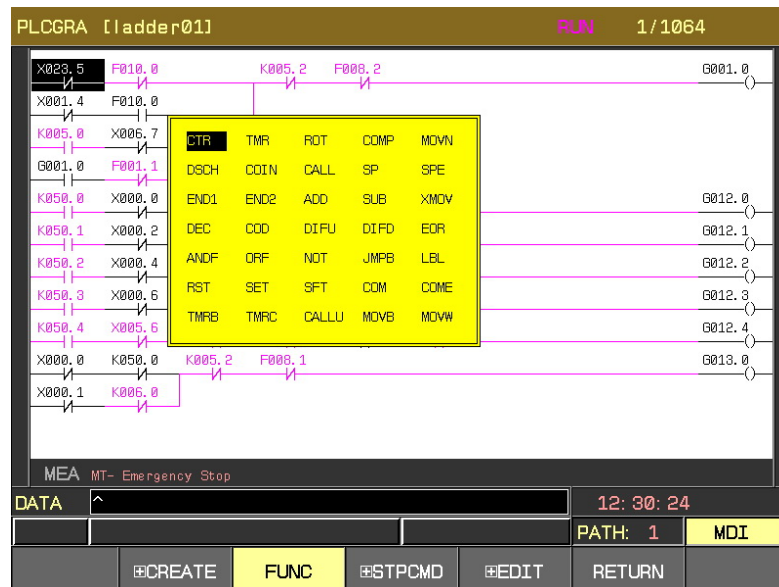 PLCGRA [ladder01] RUN 1/1064
X023.5 F010.0 K005.2 F008.2 G001.0
X001.4 F010.0
K005.0 X006.7
G001.0 F001.1
K050.0 X000.0 G012.0
K050.1 X000.2 G012.1
K050.2 X000.4 G012.2
K050.3 X000.6 G012.3
K050.4 X005.6 G012.4
X000.0 K050.0 K005.2 F008.1 G013.0
X000.1 K006.0
CTR TMR ROT COMP MOVN
DSCH COIN CALL SP SPE
END1 END2 ADD SUB XMOV
DEC COD DIFU DIFD EOR
ANDF ORF NOT JMPB LBL
RST SET SFT COM COME
TMRB TMRC CALLU MOVB MOVW
MEA MT- Emergency Stop
DATA ^ 12:30:24
PATH: 1 MDI
⊞CREATE FUNC ⊞STPCMD ⊞EDIT RETURN